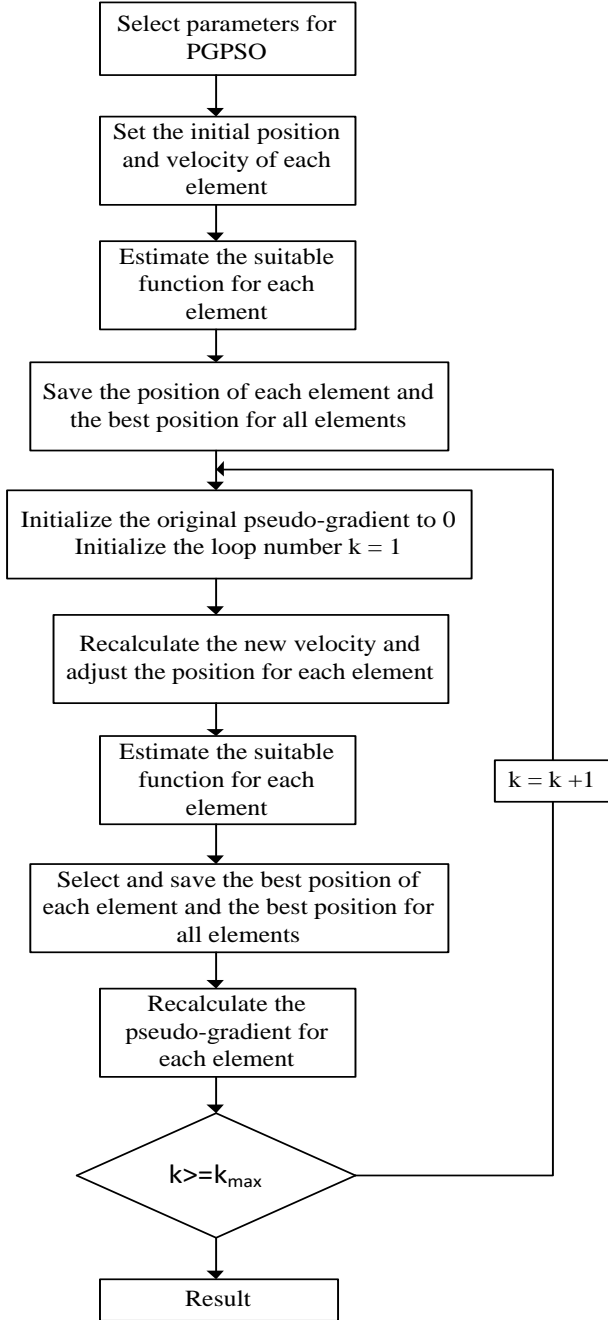 Select parameters for
PGPSO
Set the initial position
and velocity of each
element
Estimate the suitable
function for each
element
Save the position of each element and
the best position for all elements
Initialize the original pseudo-gradient to 0
Initialize the loop number k = 1
Recalculate the new velocity and
adjust the position for each element
Estimate the suitable
function for each
element
k = k +1
Select and save the best position of
each element and the best position for
all elements
Recalculate the
pseudo-gradient for
each element
k>=kmax
Result